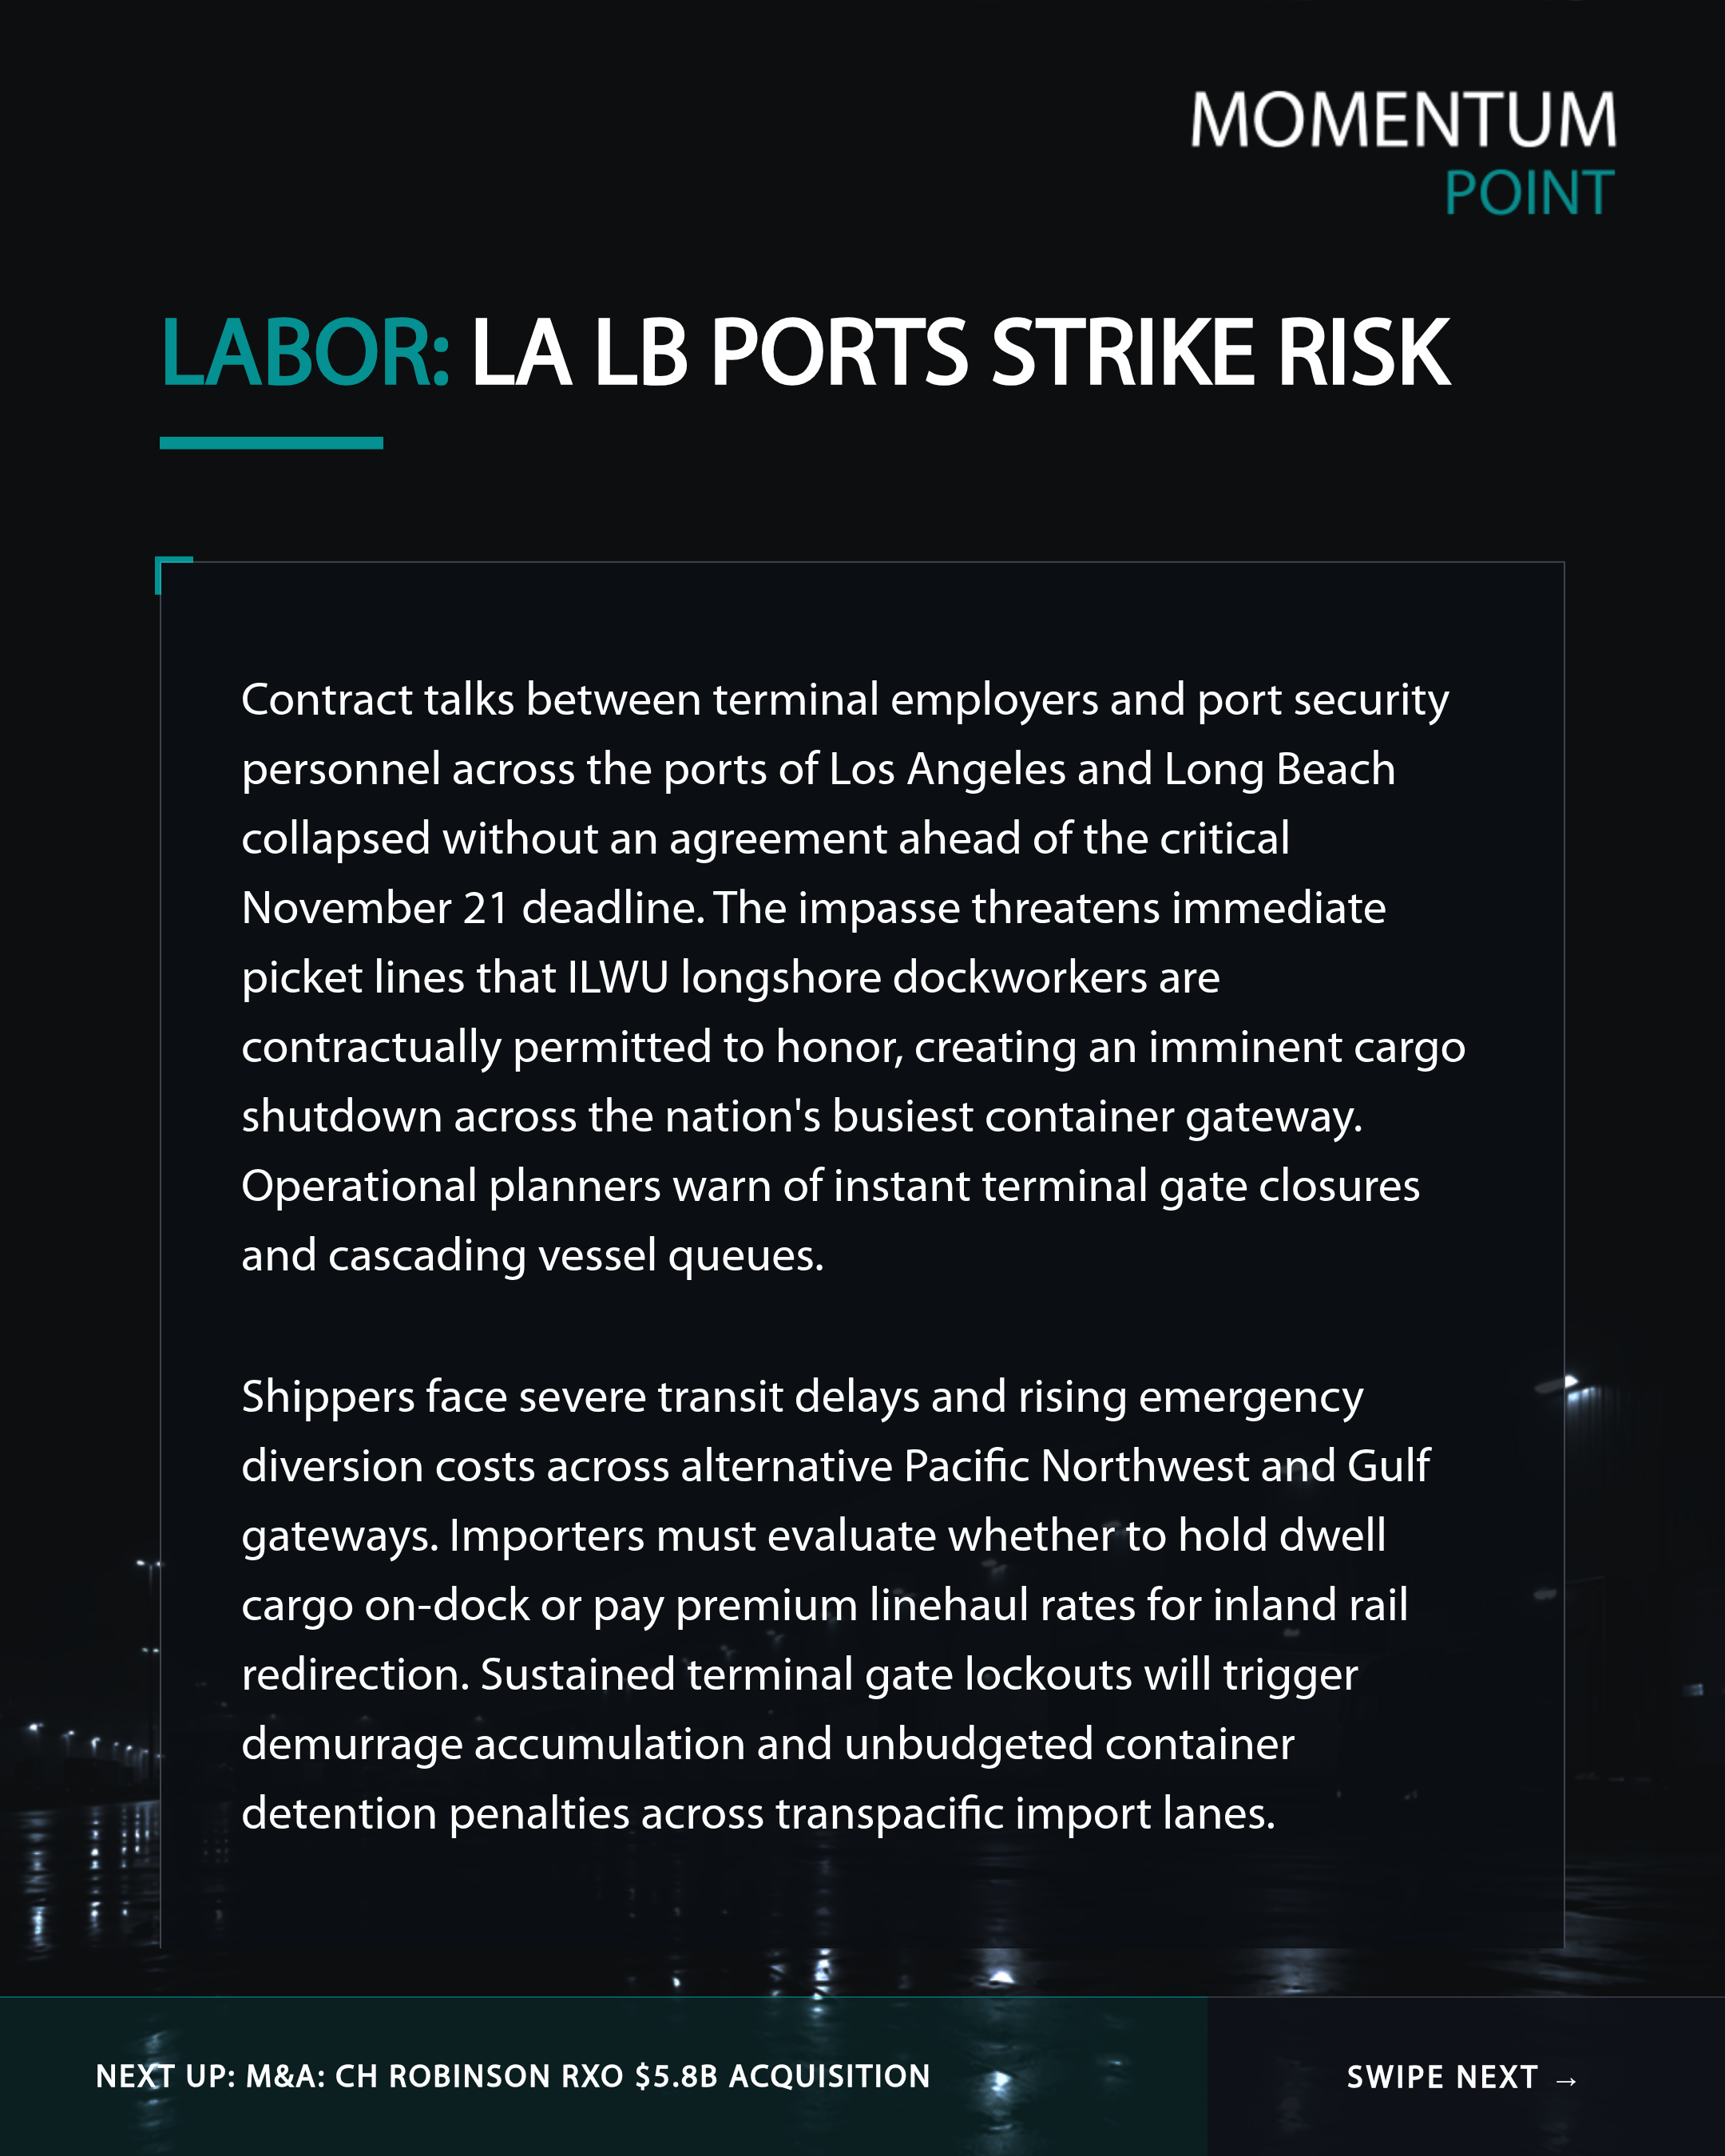 MOMENTUM
POINT
LABOR: LA LB PORTS STRIKE RISK
Contract talks between terminal employers and port security
personnel across the ports of Los Angeles and Long Beach
collapsed without an agreement ahead of the critical
November 21 deadline. The impasse threatens immediate
picket lines that ILWU longshore dockworkers are
contractually permitted to honor, creating an imminent cargo
shutdown across the nation's busiest container gateway.
Operational planners warn of instant terminal gate closures
and cascading vessel queues.
Shippers face severe transit delays and rising emergency
diversion costs across alternative Pacific Northwest and Gulf
gateways. Importers must evaluate whether to hold dwell
cargo on-dock or pay premium linehaul rates for inland rail
redirection. Sustained terminal gate lockouts will trigger
demurrage accumulation and unbudgeted container
detention penalties across transpacific import lanes.
NEXT UP: M&A: CH ROBINSON RXO $5.8B ACQUISITION
SWIPE NEXT →